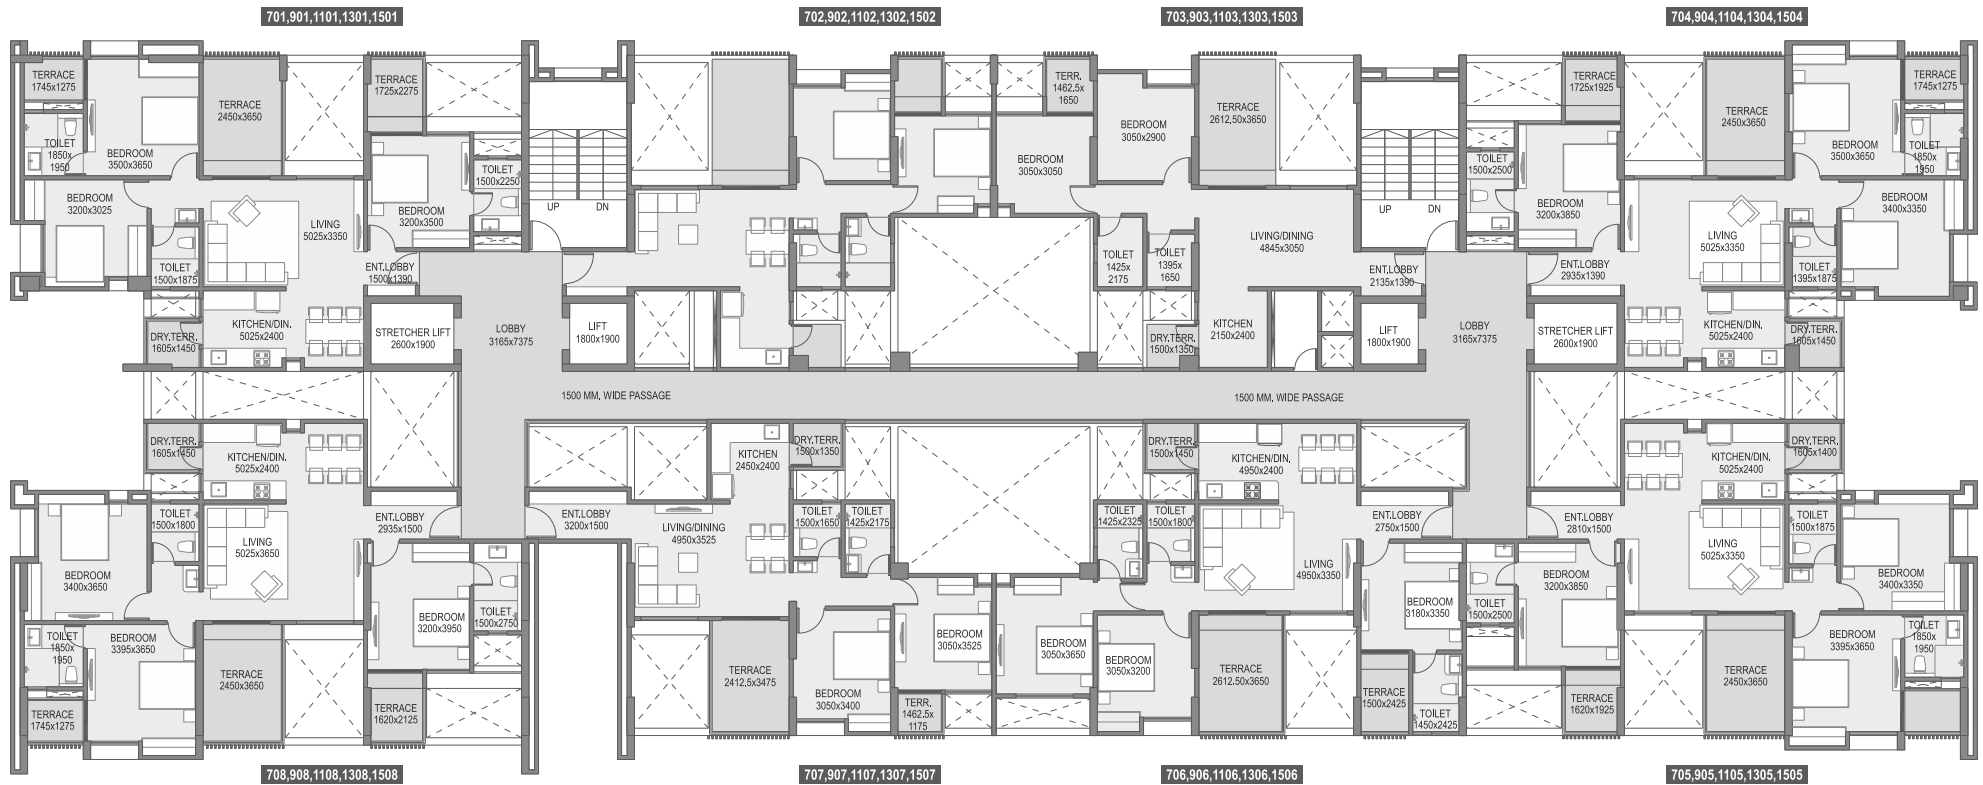 701,901,1101,1301,1501
702,902,1102,1302,1502
703,903,1103,1303,1503
704,904,1104,1304,1504
TERRACE
1745x1275
TERRACE
2450x3650
TERRACE
1725x2275
TOILET
1850x
1950
BEDROOM
3500x3650
BEDROOM
3200x3025
LIVING
5025x3350
BEDROOM
3200x3500
TOILET
1500x2250
TOILET
1500x1875
ENT.LOBBY
1500x1390
KITCHEN/DIN.
5025x2400
DRY.TERR.
1605x1450
STRETCHER LIFT
2600x1900
UP
DN
LOBBY
3165x7375
LIFT
1800x1900
TERR.
1462.5x
1650
BEDROOM
3050x2900
BEDROOM
3050x3050
TERRACE
2612.50x3650
LIVING/DINING
4845x3050
TOILET
1425x
2175
TOILET
1395x
1650
ENT.LOBBY
2135x1390
KITCHEN
2150x2400
DRY.TERR.
1500x1350
UP
DN
LIFT
1800x1900
LOBBY
3165x7375
STRETCHER LIFT
2600x1900
TERRACE
1725x1925
TERRACE
2450x3650
TERRACE
1745x1275
TOILET
1500x2500
BEDROOM
3200x3850
BEDROOM
3500x3650
TOILET
1850x
1950
BEDROOM
3400x3350
LIVING
5025x3350
ENT.LOBBY
2935x1390
TOILET
1395x1875
KITCHEN/DIN.
5025x2400
DRY.TERR.
1605x1450
1500 MM. WIDE PASSAGE
1500 MM. WIDE PASSAGE
DRY.TERR.
1605x1450
KITCHEN/DIN.
5025x2400
TOILET
1500x1800
LIVING
5025x3650
ENT.LOBBY
2935x1500
BEDROOM
3400x3650
TOILET
1850x
1950
BEDROOM
3395x3650
TERRACE
2450x3650
BEDROOM
3200x3950
TOILET
1500x2750
TERRACE
1745x1275
TERRACE
1620x2125
KITCHEN
2450x2400
DRY.TERR.
1500x1350
ENT.LOBBY
3200x1500
LIVING/DINING
4950x3525
TOILET
1500x1650
TOILET
1425x2175
TERRACE
2412.5x3475
BEDROOM
3050x3400
BEDROOM
3050x3525
TERR.
1462.5x
1175
DRY.TERR.
1500x1450
KITCHEN/DIN.
4950x2400
TOILET
1425x2325
TOILET
1500x1800
LIVING
4950x3350
ENT.LOBBY
2750x1500
BEDROOM
3050x3650
BEDROOM
3050x3200
TERRACE
2612.50x3650
BEDROOM
3180x3350
TERRACE
1500x2425
TOILET
1450x2425
KITCHEN/DIN.
5025x2400
DRY.TERR.
1605x1400
ENT.LOBBY
2810x1500
TOILET
1500x1875
LIVING
5025x3350
BEDROOM
3200x3850
TOILET
1500x2500
BEDROOM
3400x3350
BEDROOM
3395x3650
TOILET
1850x
1950
TERRACE
2450x3650
TERRACE
1620x1925
708,908,1108,1308,1508
707,907,1107,1307,1507
706,906,1106,1306,1506
705,905,1105,1305,1505